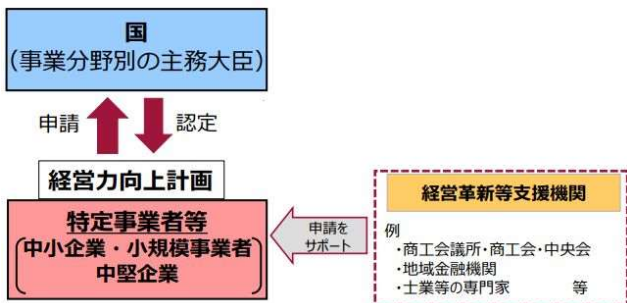 国
(事業分野別の主務大臣)
申請
認定
経営力向上計画
特定事業者等
中小企業・小規模事業者
中堅企業
申請を
サポート
経営革新等支援機関
例
・商工会議所・商工会・中央会
・地域金融機関
・士業等の専門家 等